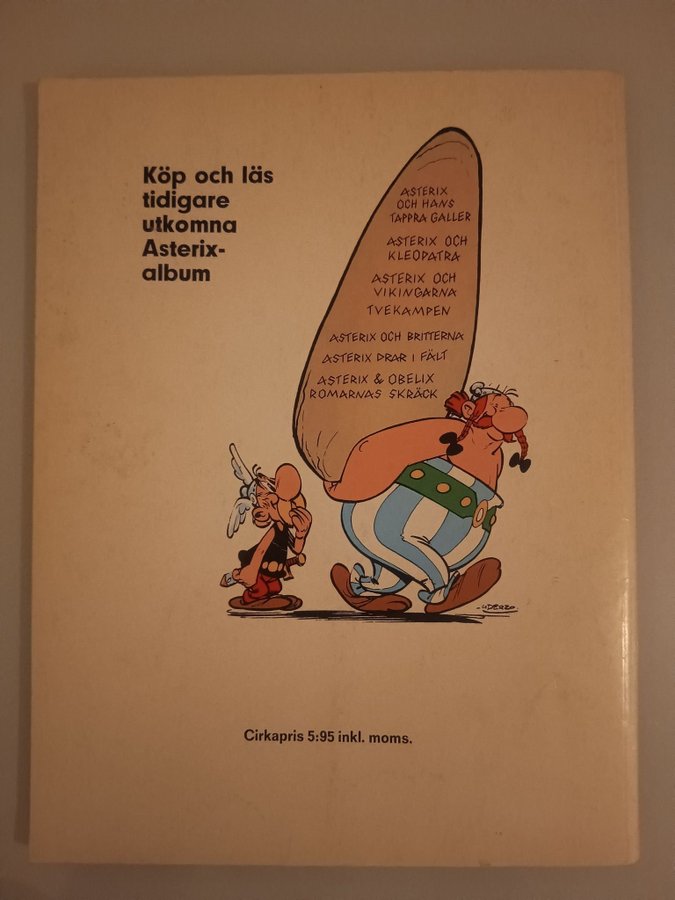 Köp och läs
tidigare
utkomna
Asterix-
album
ASTERIX
OCH HANS
TAPPRA GALLER
ASTERIX OCH
KLEOPATRA
ASTERIX OCH
VIKINGARNA
TVEKAMPEN
ASTERIX OCH BRITTERNA
ASTERIX DRAR I FÄLT
ASTERIX & OBELIX
ROMARNAS SKRÄCK
-UDERZO-
Cirkapris 5:95 inkl. moms.